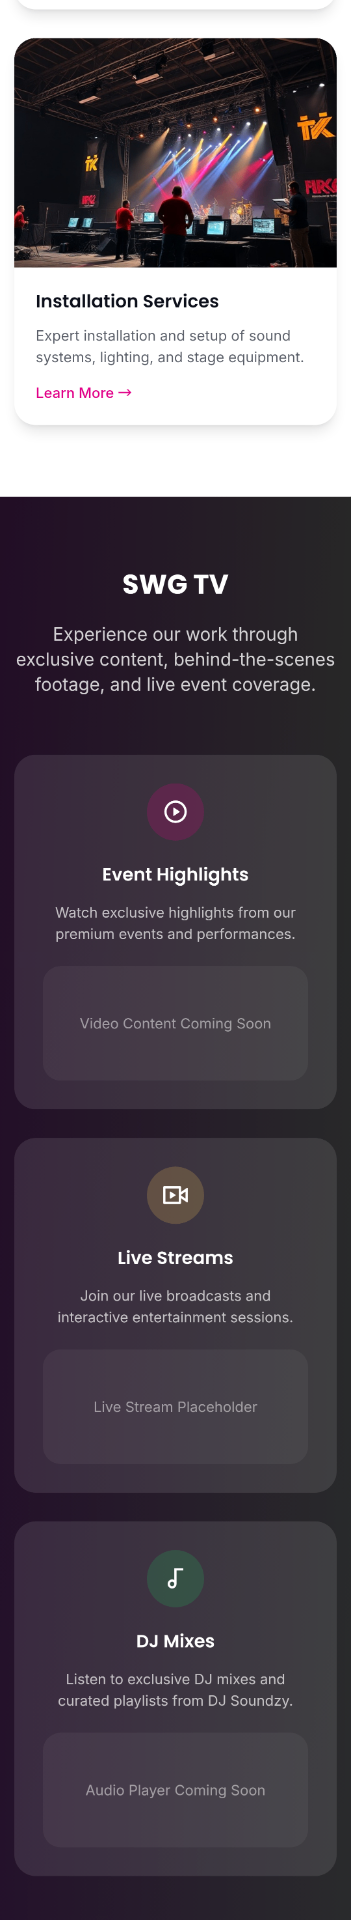 Installation Services
Expert installation and setup of sound
systems, lighting, and stage equipment.
Learn More →
SWG TV
Experience our work through
exclusive content, behind-the-scenes
footage, and live event coverage.
Event Highlights
Watch exclusive highlights from our
premium events and performances.
Video Content Coming Soon
Live Streams
Join our live broadcasts and
interactive entertainment sessions.
Live Stream Placeholder
DJ Mixes
Listen to exclusive DJ mixes and
curated playlists from DJ Soundzy.
Audio Player Coming Soon